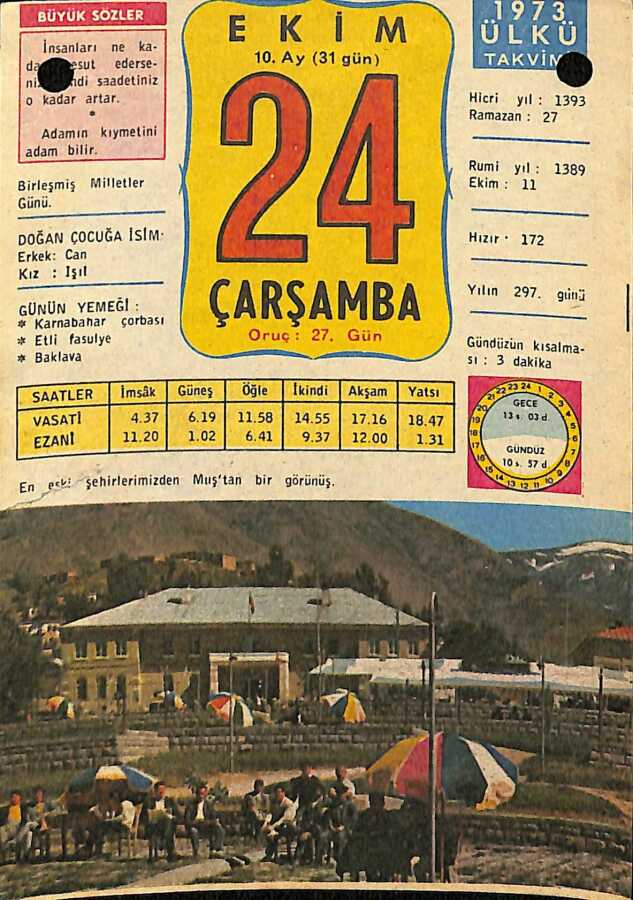 BÜYÜK SÖZLER
İnsanları ne ka-
ederse-
saadetiniz
o kadar artar.
*
Adamın kıymetini
adam bilir.
Birleşmiş Milletler
Günü.
DOĞAN ÇOCUĞA İSİM:
Erkek: Can
Kız : Işıl
GÜNÜN YEMEĞİ :
* Karnabahar çorbası
* Etli fasulye
* Baklava
EKİM
10. Ay (31 gün)
24
ÇARŞAMBA
Oruç: 27. Gün
1973
ÜLKÜ
TAKVİM
Hicri yıl : 1393
Ramazan : 27
Rumi yıl : 1389
Ekim : 11
Hızır · 172
Yılın 297. günü
Gündüzün kısalma-
sı : 3 dakika
SAATLER İmsâk Güneş Öğle İkindi Akşam Yatsı
VASATİ 4.37 6.19 11.58 14.55 17.16 18.47
EZANİ 11.20 1.02 6.41 9.37 12.00 1.31
GECE
13 s. 03 d.
GÜNDÜZ
10 s. 57 d.
En eski şehirlerimizden Muş'tan bir görünüş.